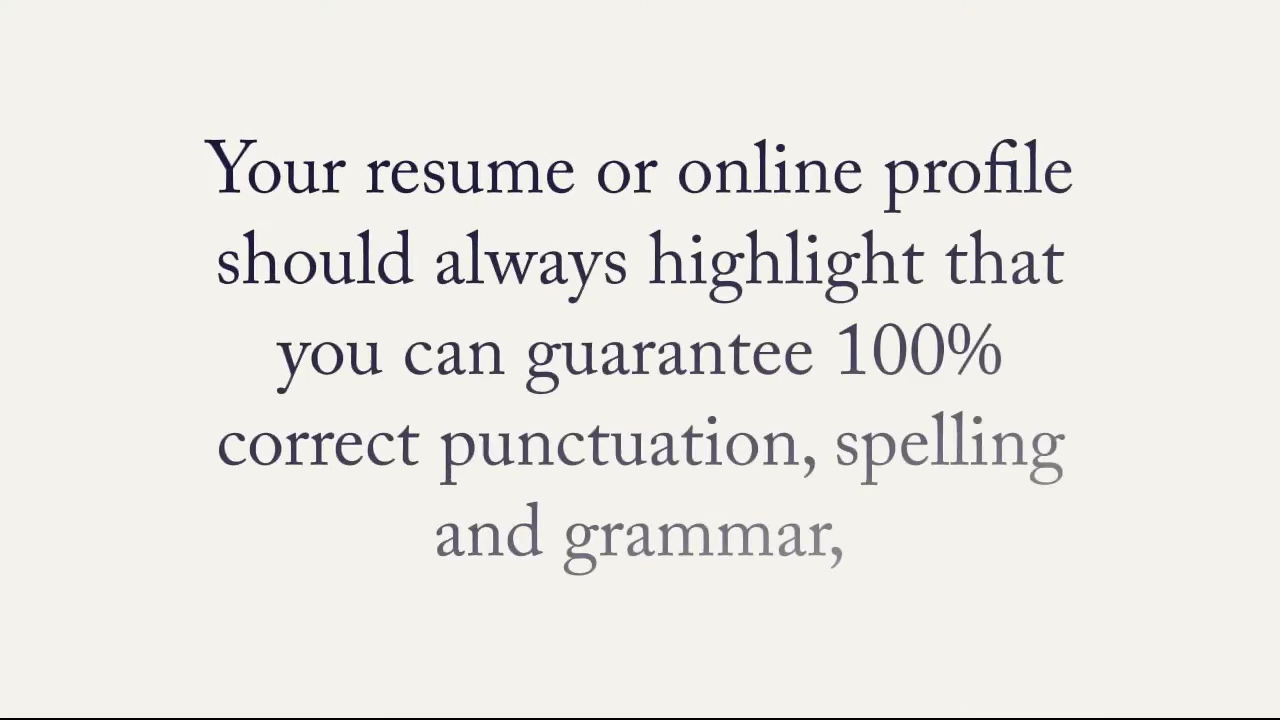 Your resume or online profile
should always highlight that
you can guarantee 100%
correct punctuation, spelling
and grammar,